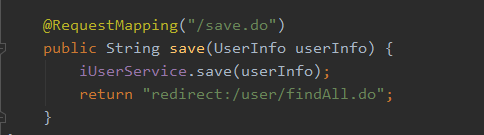 @RequestMapping("/save.do")
public String save(UserInfo userInfo) {
iUserService.save(userInfo);
return "redirect:/user/findAll.do";
}